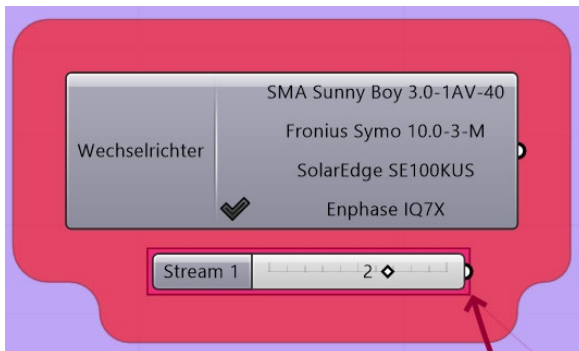 Wechselrichter
SMA Sunny Boy 3.0-1AV-40
Fronius Symo 10.0-3-M
SolarEdge SE100KUS
Enphase IQ7X
Stream 1
2